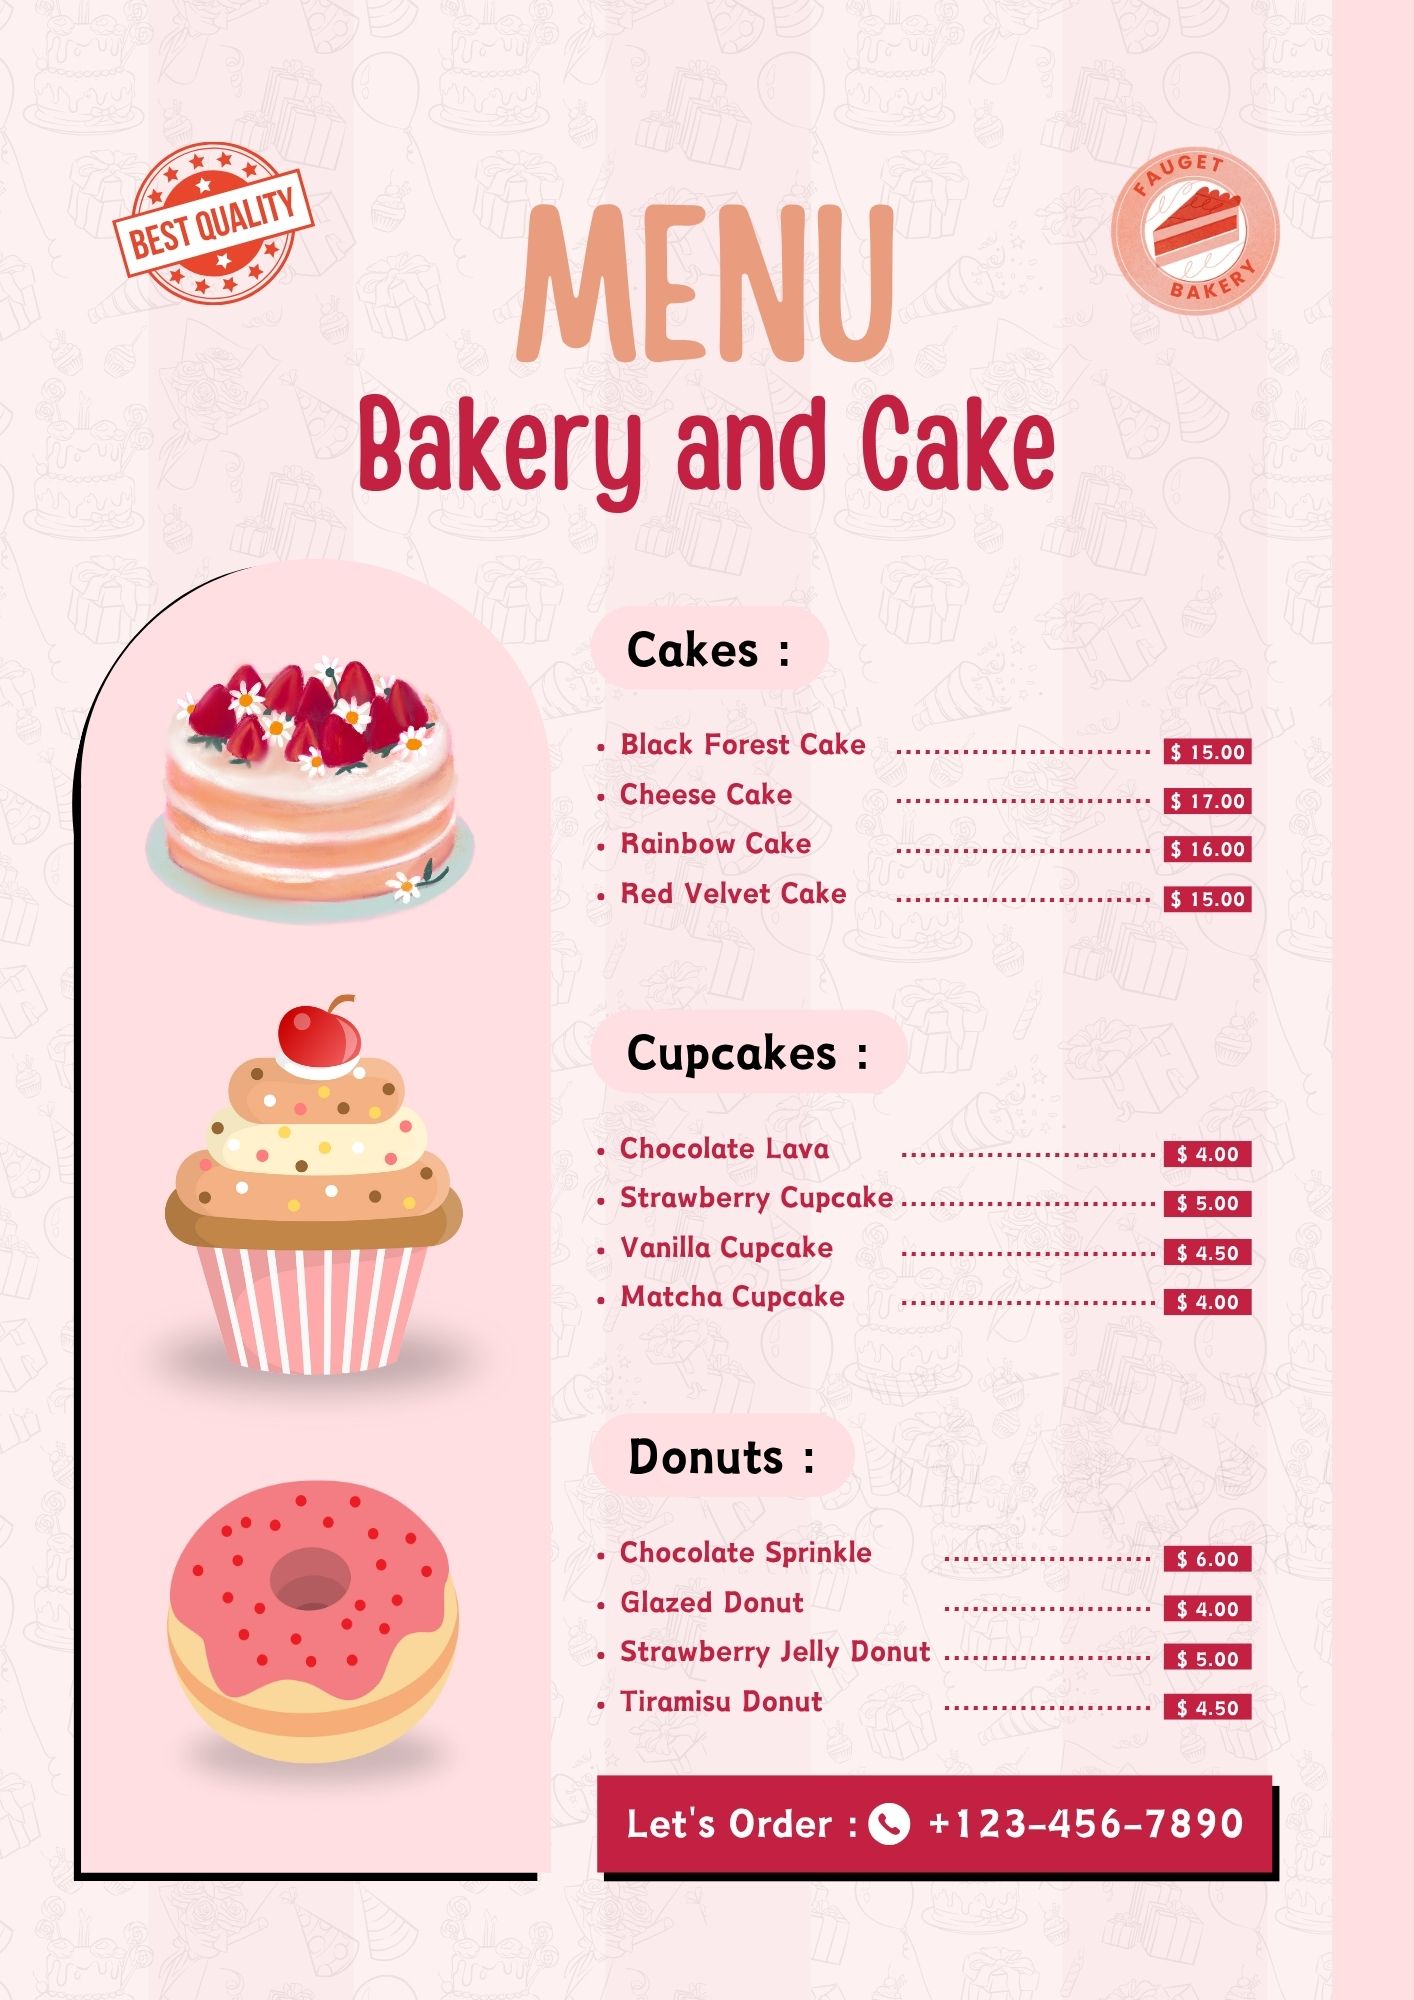 BEST QUALITY
FAUGET
BAKERY
MENU
Bakery and Cake
Cakes :
• Black Forest Cake ........................... $ 15.00
• Cheese Cake ........................... $ 17.00
• Rainbow Cake ........................... $ 16.00
• Red Velvet Cake ........................... $ 15.00
Cupcakes :
• Chocolate Lava ........................... $ 4.00
• Strawberry Cupcake ........................... $ 5.00
• Vanilla Cupcake ........................... $ 4.50
• Matcha Cupcake ........................... $ 4.00
Donuts :
• Chocolate Sprinkle ...................... $ 6.00
• Glazed Donut ...................... $ 4.00
• Strawberry Jelly Donut ...................... $ 5.00
• Tiramisu Donut ...................... $ 4.50
Let's Order : +123-456-7890